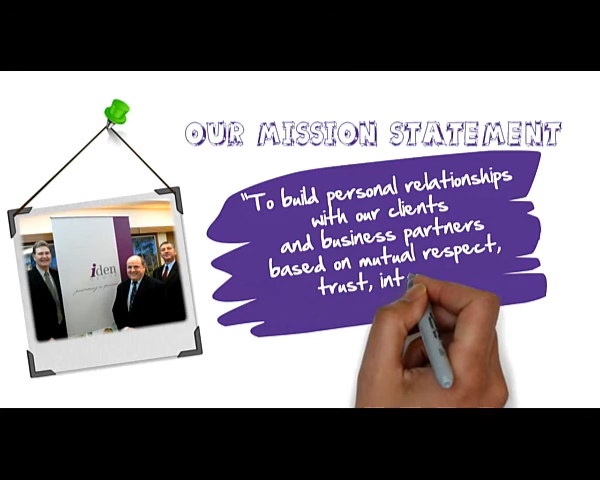 OUR MISSION STATEMENT
"To build personal relationships
with our clients
and business partners
based on mutual respect,
trust, int
iden